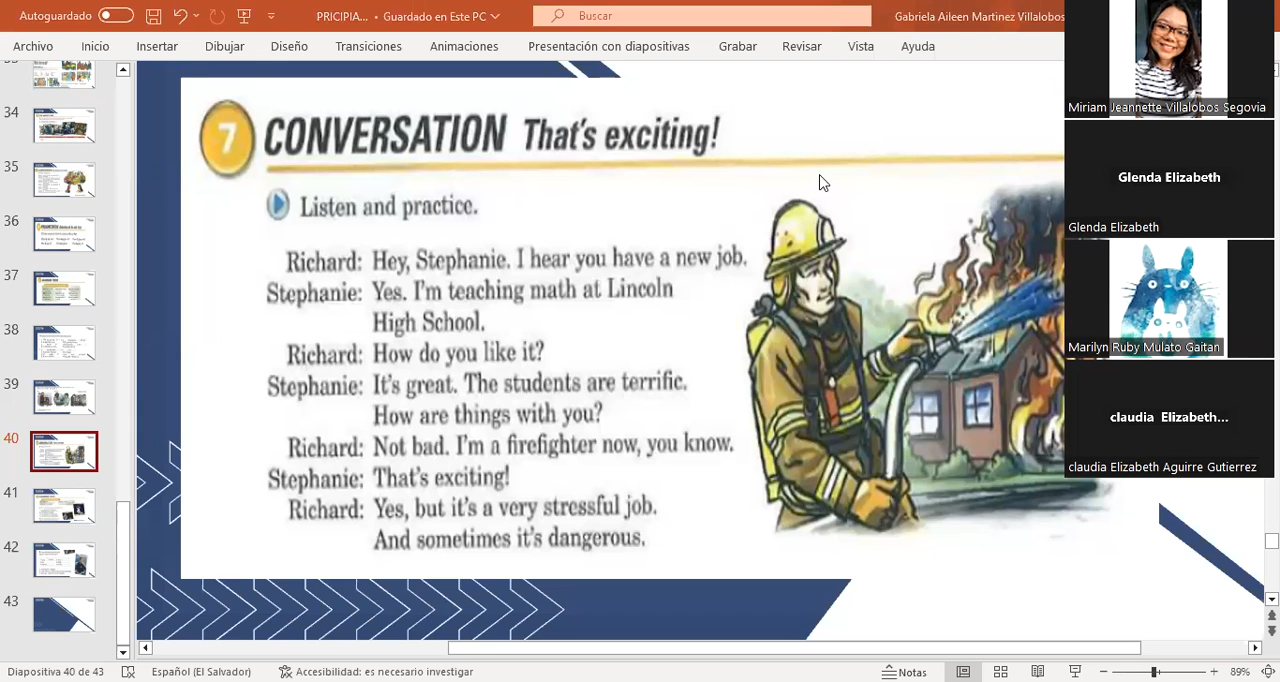 Autoguardado
PRICIPIA... • Guardado en Este PC
Buscar
Gabriela Aileen Martinez Villalobos
Archivo Inicio Insertar Dibujar Diseño Transiciones Animaciones Presentación con diapositivas Grabar Revisar Vista Ayuda
34
35
36
37
38
39
40
41
42
43
7 CONVERSATION That's exciting!
Listen and practice.
Richard: Hey, Stephanie. I hear you have a new job.
Stephanie: Yes. I'm teaching math at Lincoln
High School.
Richard: How do you like it?
Stephanie: It's great. The students are terrific.
How are things with you?
Richard: Not bad. I'm a firefighter now, you know.
Stephanie: That's exciting!
Richard: Yes, but it's a very stressful job.
And sometimes it's dangerous.
Miriam Jeannette Villalobos Segovia
Glenda Elizabeth
Glenda Elizabeth
Marilyn Ruby Mulato Gaitan
claudia Elizabeth...
claudia Elizabeth Aguirre Gutierrez
Diapositiva 40 de 43 Español (El Salvador) Accesibilidad: es necesario investigar Notas 89%